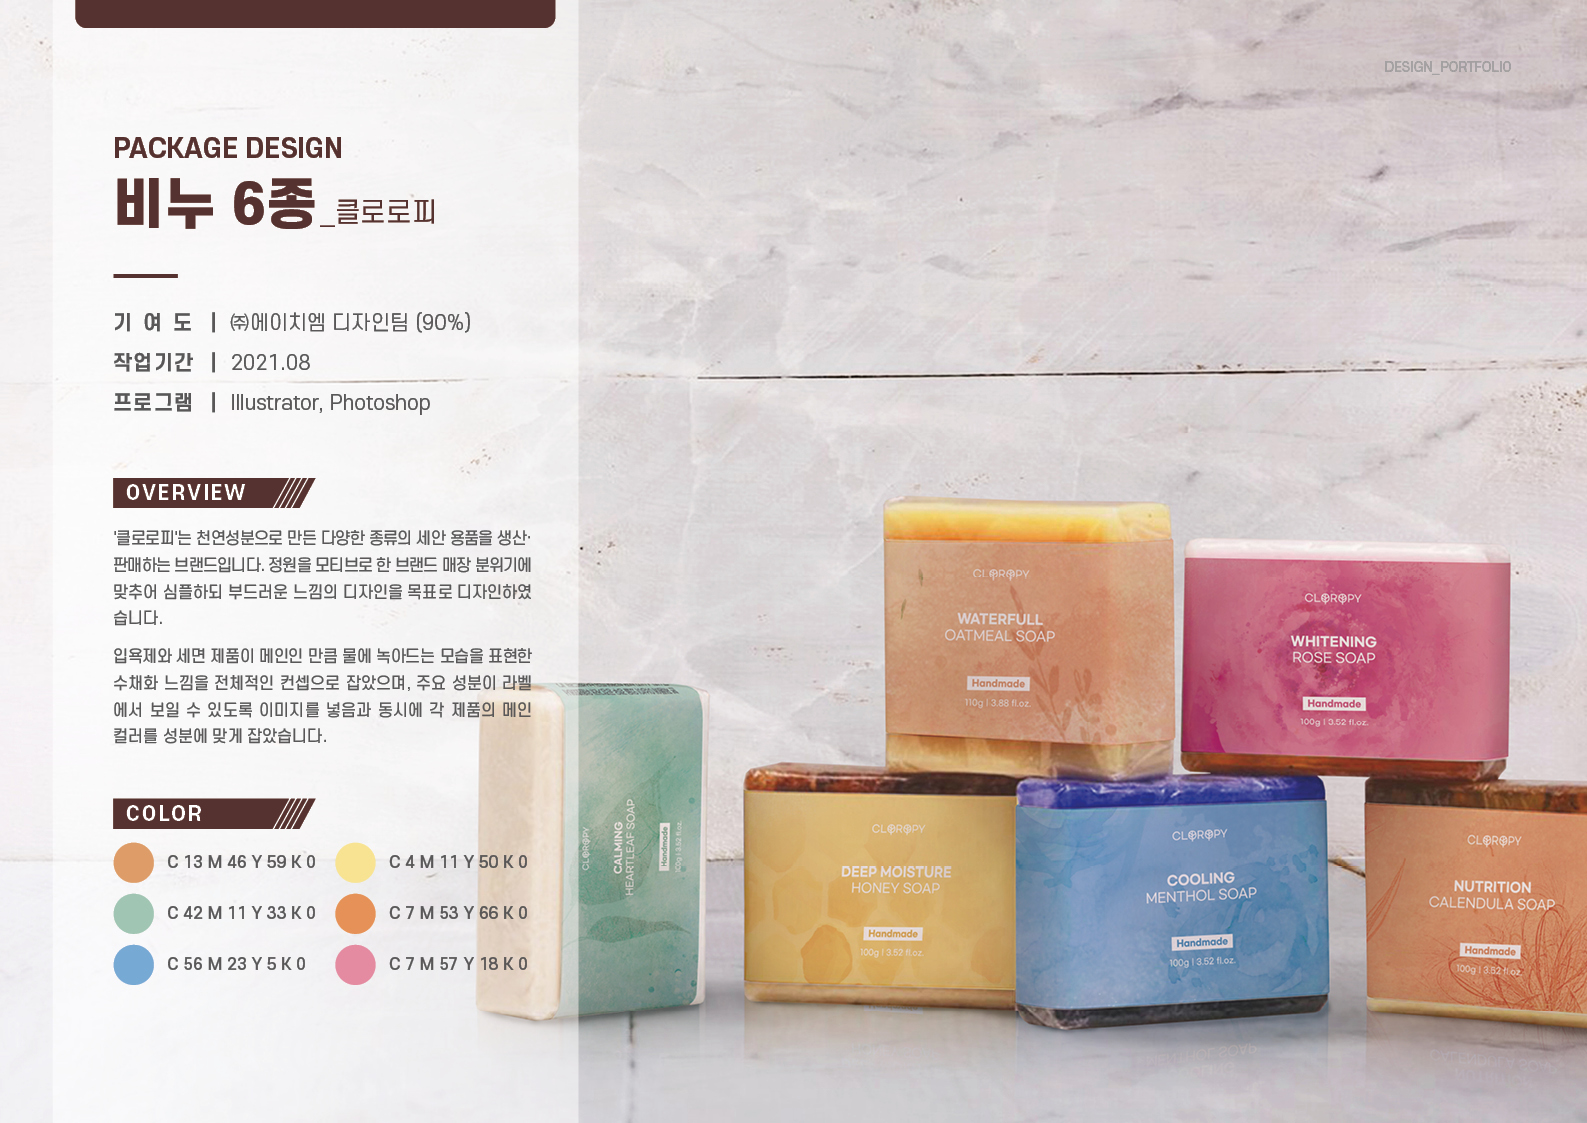 DESIGN_PORTFOLIO
PACKAGE DESIGN
비누 6종_클로로피
기 여 도 | ㈜에이치엠 디자인팀 (90%)
작업기간 | 2021.08
프로그램 | Illustrator, Photoshop
OVERVIEW
'클로로피'는 천연성분으로 만든 다양한 종류의 세안 용품을 생산·
판매하는 브랜드입니다. 정원을 모티브로 한 브랜드 매장 분위기에
맞추어 심플하되 부드러운 느낌의 디자인을 목표로 디자인하였
습니다.
입욕제와 세면 제품이 메인인 만큼 물에 녹아드는 모습을 표현한
수채화 느낌을 전체적인 컨셉으로 잡았으며, 주요 성분이 라벨
에서 보일 수 있도록 이미지를 넣음과 동시에 각 제품의 메인
컬러를 성분에 맞게 잡았습니다.
COLOR
C 13 M 46 Y 59 K 0
C 4 M 11 Y 50 K 0
C 42 M 11 Y 33 K 0
C 7 M 53 Y 66 K 0
C 56 M 23 Y 5 K 0
C 7 M 57 Y 18 K 0
CLOROPY
WATERFULL
OATMEAL SOAP
Handmade
110g | 3.88 fl.oz.
CLOROPY
WHITENING
ROSE SOAP
Handmade
100g | 3.52 fl.oz.
CLOROPY
CALMING
HEARTLEAF SOAP
Handmade
100g | 3.52 fl.oz.
CLOROPY
DEEP MOISTURE
HONEY SOAP
Handmade
100g | 3.52 fl.oz.
CLOROPY
COOLING
MENTHOL SOAP
Handmade
100g | 3.52 fl.oz.
CLOROPY
NUTRITION
CALENDULA SOAP
Handmade
100g | 3.52 fl.oz.